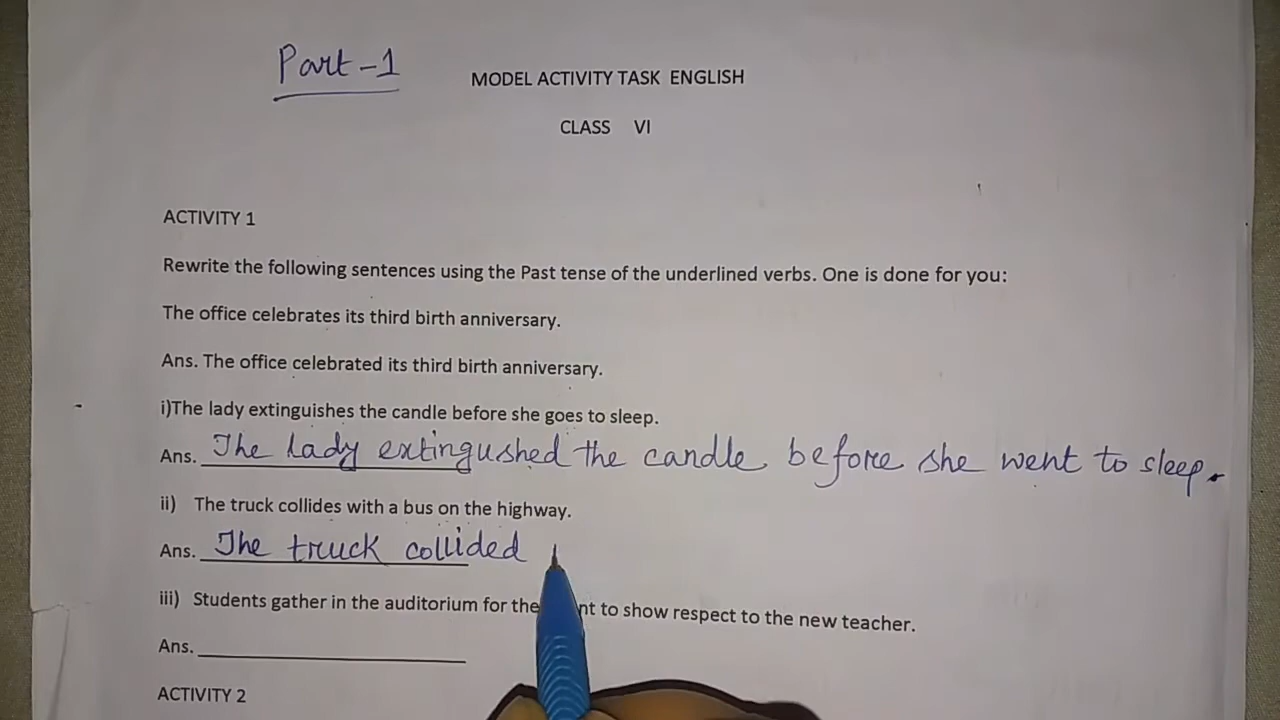 Part-1
MODEL ACTIVITY TASK ENGLISH
CLASS VI
ACTIVITY 1
Rewrite the following sentences using the Past tense of the underlined verbs. One is done for you:
The office celebrates its third birth anniversary.
Ans. The office celebrated its third birth anniversary.
i)The lady extinguishes the candle before she goes to sleep.
Ans. The lady extingushed the candle before she went to sleep.
ii) The truck collides with a bus on the highway.
Ans. The truck collided
iii) Students gather in the auditorium for the to show respect to the new teacher.
Ans.
ACTIVITY 2